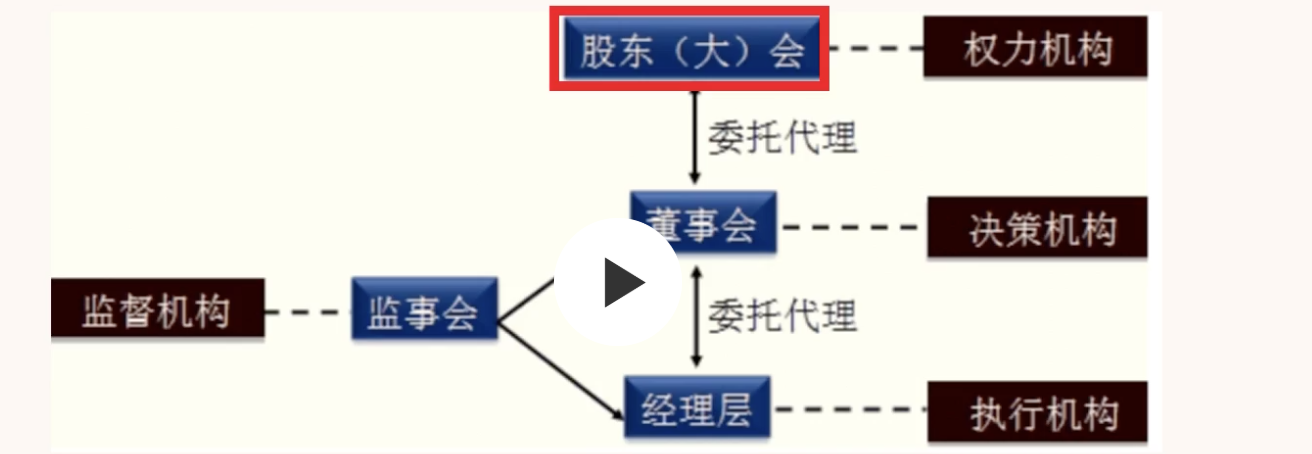 股东（大）会
权力机构
委托代理
董事会
决策机构
监督机构
监事会
委托代理
经理层
执行机构